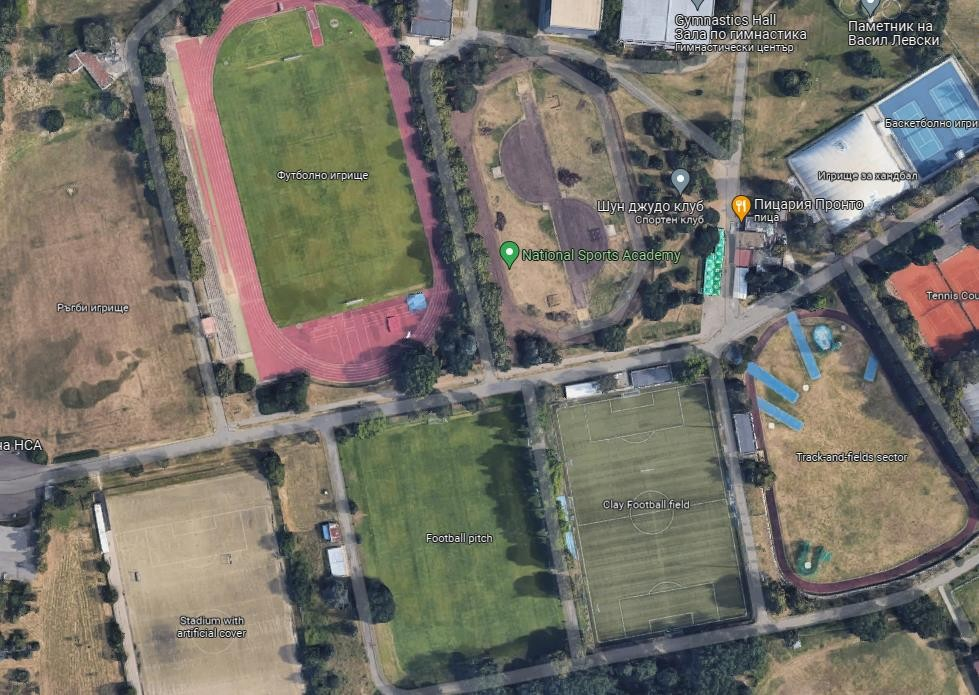 Gymnastics Hall
Зала по гимнастика
Гимнастически център
Паметник на
Васил Левски
Баскетболно игри
Игрище за хандбал
Футболно игрище
Шун джудо клуб
Спортен клуб
Пицария Пронто
пица
National Sports Academy
Ръгби игрище
Tennis Cou
на НСА
Track-and-fields sector
Clay Football field
Football pitch
Stadium with
artificial cover